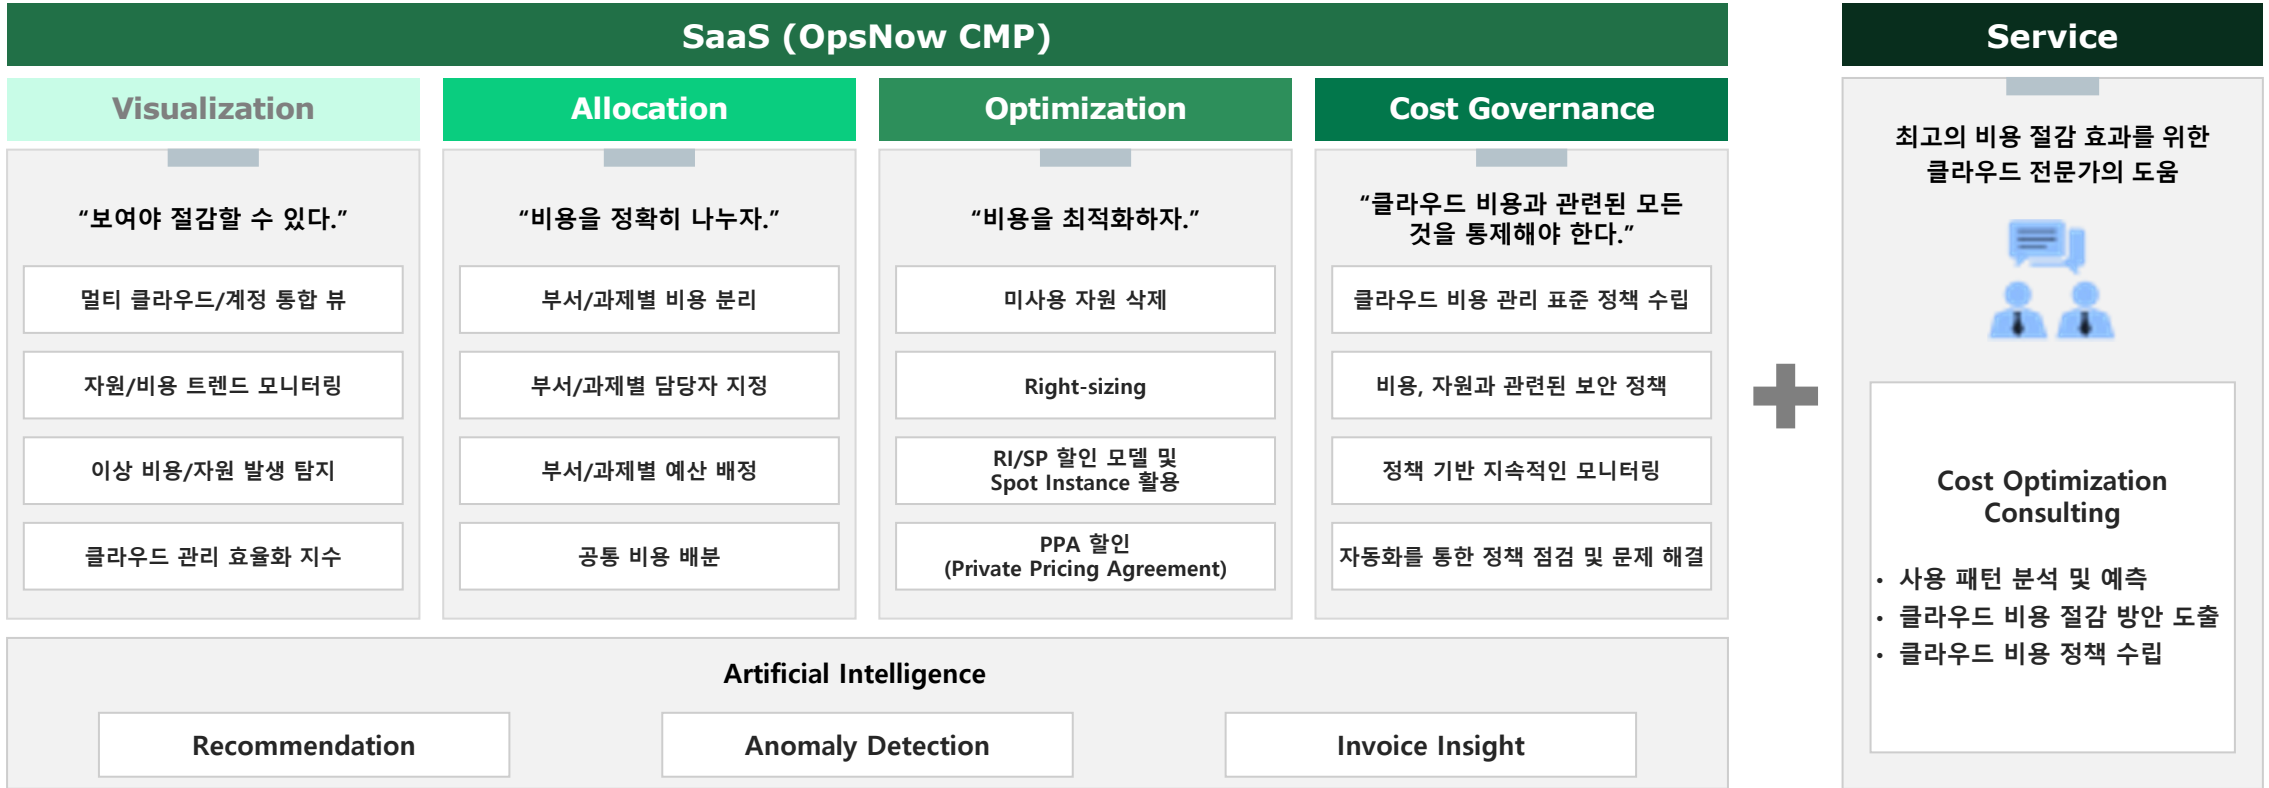 SaaS (OpsNow CMP)
Visualization
“보여야 절감할 수 있다.”
멀티 클라우드/계정 통합 뷰
자원/비용 트렌드 모니터링
이상 비용/자원 발생 탐지
클라우드 관리 효율화 지수
Allocation
“비용을 정확히 나누자.”
부서/과제별 비용 분리
부서/과제별 담당자 지정
부서/과제별 예산 배정
공통 비용 배분
Optimization
“비용을 최적화하자.”
미사용 자원 삭제
Right-sizing
RI/SP 할인 모델 및
Spot Instance 활용
PPA 할인
(Private Pricing Agreement)
Cost Governance
“클라우드 비용과 관련된 모든
것을 통제해야 한다.”
클라우드 비용 관리 표준 정책 수립
비용, 자원과 관련된 보안 정책
정책 기반 지속적인 모니터링
자동화를 통한 정책 점검 및 문제 해결
Artificial Intelligence
Recommendation
Anomaly Detection
Invoice Insight
Service
최고의 비용 절감 효과를 위한
클라우드 전문가의 도움
Cost Optimization
Consulting
• 사용 패턴 분석 및 예측
• 클라우드 비용 절감 방안 도출
• 클라우드 비용 정책 수립